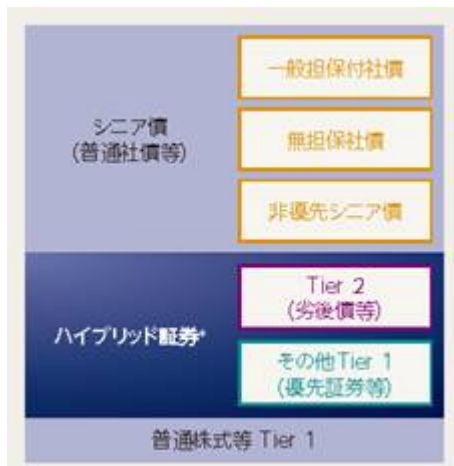 シニア債
(普通社債等)
一般担保付社債
無担保社債
非優先シニア債
ハイブリッド証券*
Tier 2
(劣後債等)
その他Tier 1
(優先証券等)
普通株式等 Tier 1